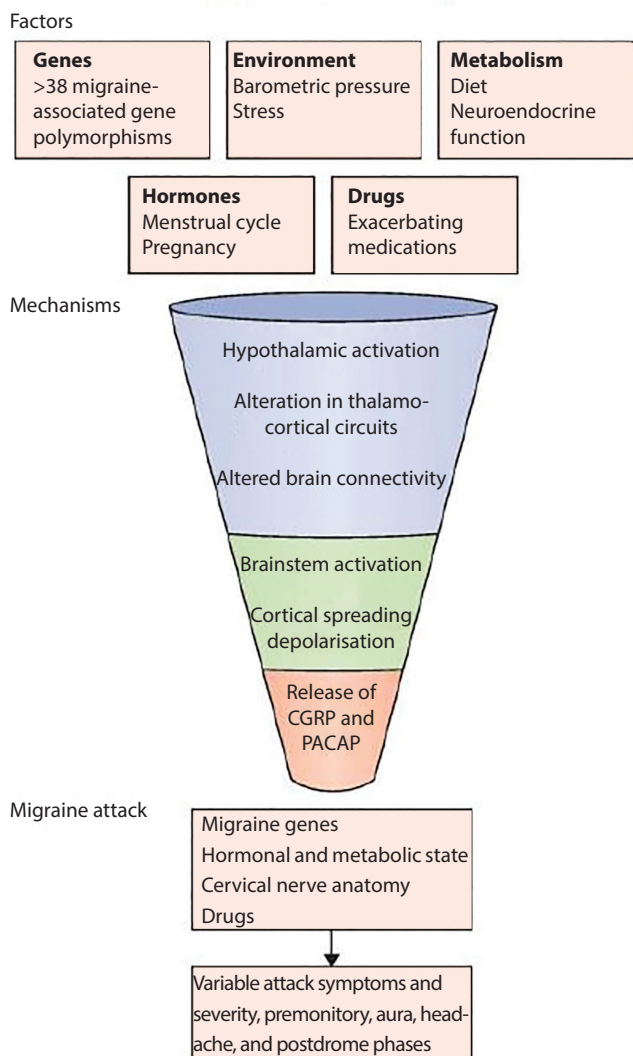 Factors
Genes
>38 migraine-
associated gene
polymorphisms
Environment
Barometric pressure
Stress
Metabolism
Diet
Neuroendocrine
function
Hormones
Menstrual cycle
Pregnancy
Drugs
Exacerbating
medications
Mechanisms
Hypothalamic activation
Alteration in thalamo-
cortical circuits
Altered brain connectivity
Brainstem activation
Cortical spreading
depolarisation
Release of
CGRP and
PACAP
Migraine attack
Migraine genes
Hormonal and metabolic state
Cervical nerve anatomy
Drugs
Variable attack symptoms and
severity, premonitory, aura, head-
ache, and postdrome phases